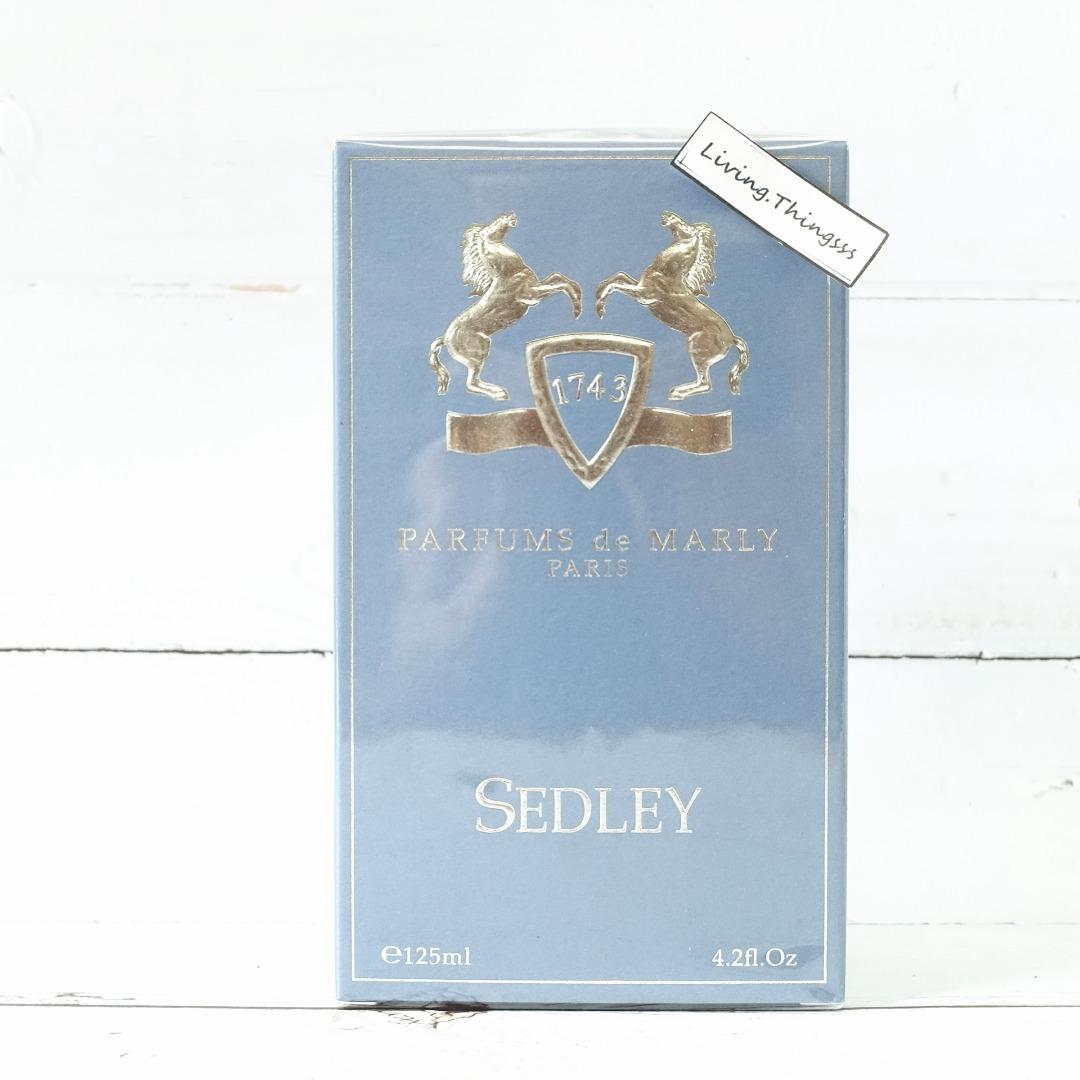 Living.Thingsss
1743
PARFUMS de MARLY
PARIS
SEDLEY
℮125ml
4.2fl.Oz